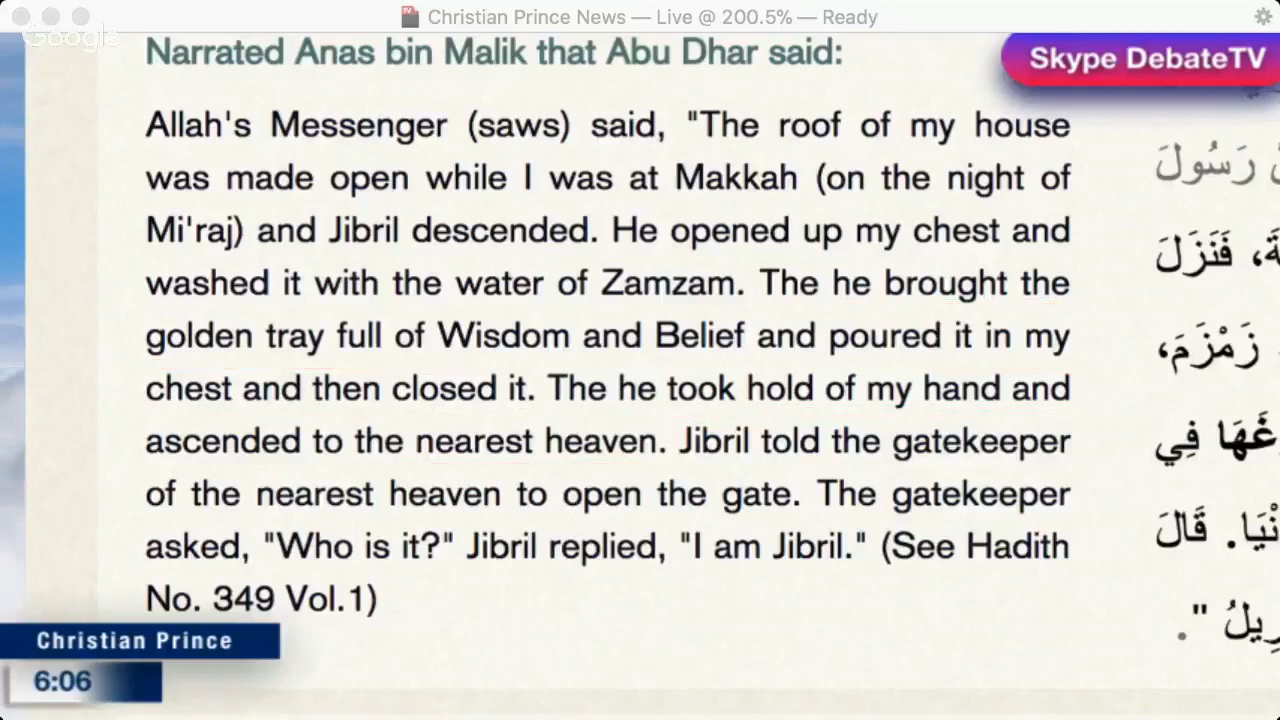 Christian Prince News — Live @ 200.5% — Ready
Google
Narrated Anas bin Malik that Abu Dhar said:
Skype DebateTV
Allah's Messenger (saws) said, "The roof of my house
was made open while I was at Makkah (on the night of
Mi'raj) and Jibril descended. He opened up my chest and
washed it with the water of Zamzam. The he brought the
golden tray full of Wisdom and Belief and poured it in my
chest and then closed it. The he took hold of my hand and
ascended to the nearest heaven. Jibril told the gatekeeper
of the nearest heaven to open the gate. The gatekeeper
asked, "Who is it?" Jibril replied, "I am Jibril." (See Hadith
No. 349 Vol.1)
رَسُولَ
فَنَزَلَ
زَمْزَمَ،
فِي
قَالَ
Christian Prince
6:06